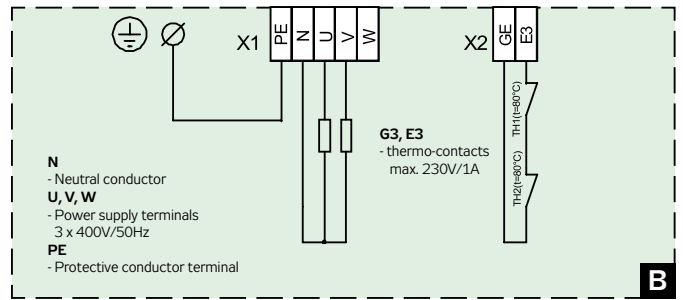 X1 PE N U V W X2 GE E3
TH1(t=80°C)
TH2(t=80°C)
G3, E3
- thermo-contacts
max. 230V/1A
N
- Neutral conductor
U, V, W
- Power supply terminals
3 x 400V/50Hz
PE
- Protective conductor terminal
B